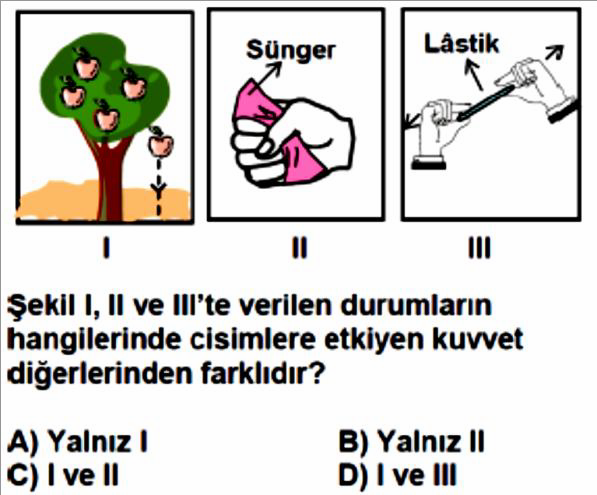 Sünger
Lâstik
I
II
III
Şekil I, II ve III’te verilen durumların
hangilerinde cisimlere etkiyen kuvvet
diğerlerinden farklıdır?
A) Yalnız I
B) Yalnız II
C) I ve II
D) I ve III